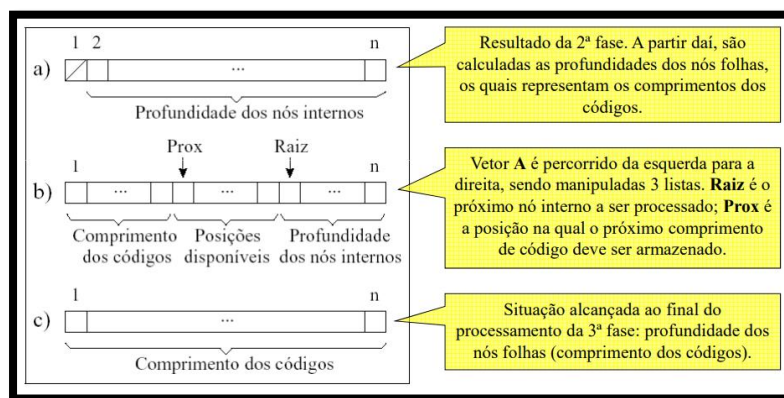 1 2 n
a) ...
Profundidade dos nós internos
Resultado da 2ª fase. A partir daí, são
calculadas as profundidades dos nós folhas,
os quais representam os comprimentos dos
códigos.
Prox Raiz
1 n
b) ... ... ...
Comprimento Posições Profundidade
dos códigos disponíveis dos nós internos
Vetor A é percorrido da esquerda para a
direita, sendo manipuladas 3 listas. Raiz é o
próximo nó interno a ser processado; Prox é
a posição na qual o próximo comprimento
de código deve ser armazenado.
1 n
c) ...
Comprimento dos códigos
Situação alcançada ao final do
processamento da 3ª fase: profundidade dos
nós folhas (comprimento dos códigos).